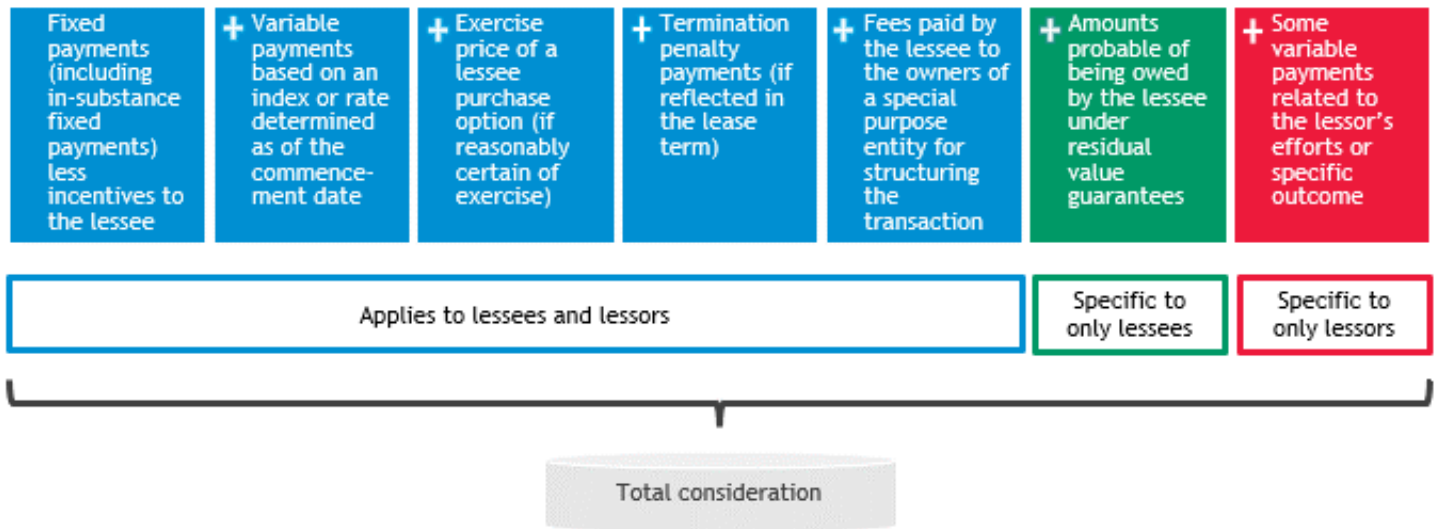 Fixed
payments
(including
in-substance
fixed
payments)
less
incentives to
the lessee
+ Variable
payments
based on an
index or rate
determined
as of the
commence-
ment date
+ Exercise
price of a
lessee
purchase
option (if
reasonably
certain of
exercise)
+ Termination
penalty
payments (if
reflected in
the lease
term)
+ Fees paid by
the lessee to
the owners of
a special
purpose
entity for
structuring
the
transaction
+ Amounts
probable of
being owed
by the lessee
under
residual
value
guarantees
+ Some
variable
payments
related to
the lessor’s
efforts or
specific
outcome
Applies to lessees and lessors
Specific to
only lessees
Specific to
only lessors
Total consideration